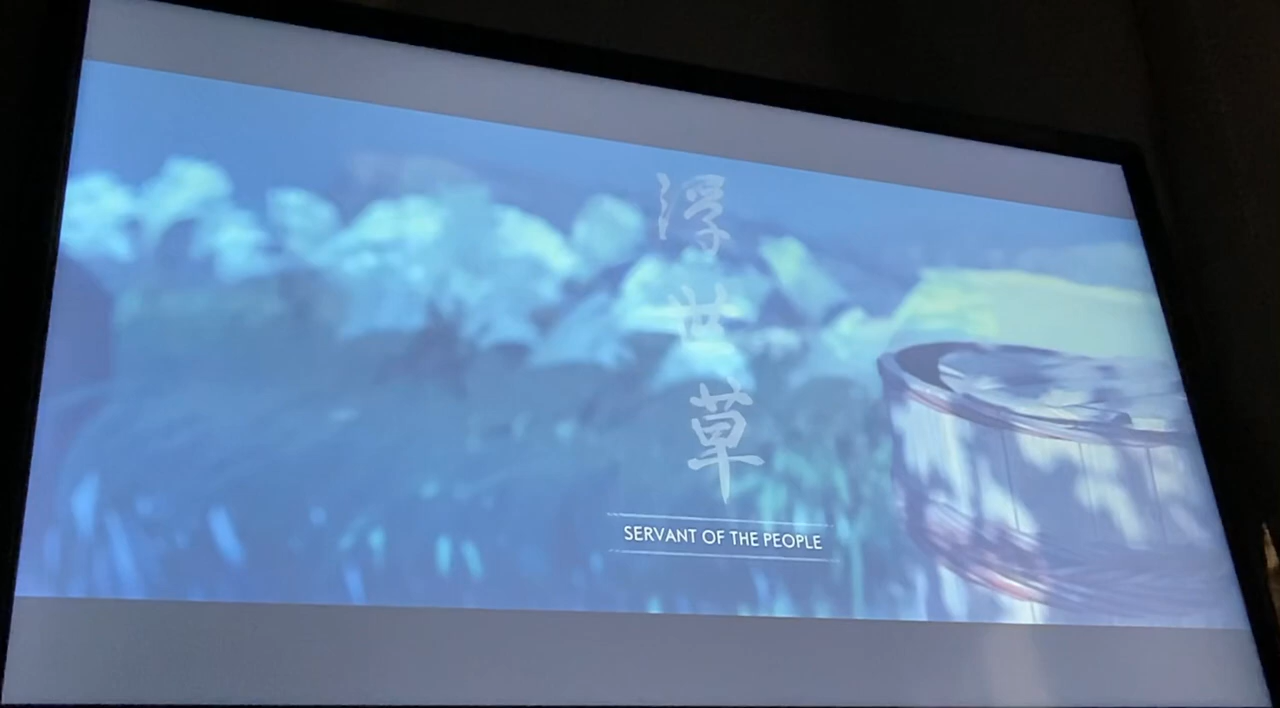 浮世草
SERVANT OF THE PEOPLE